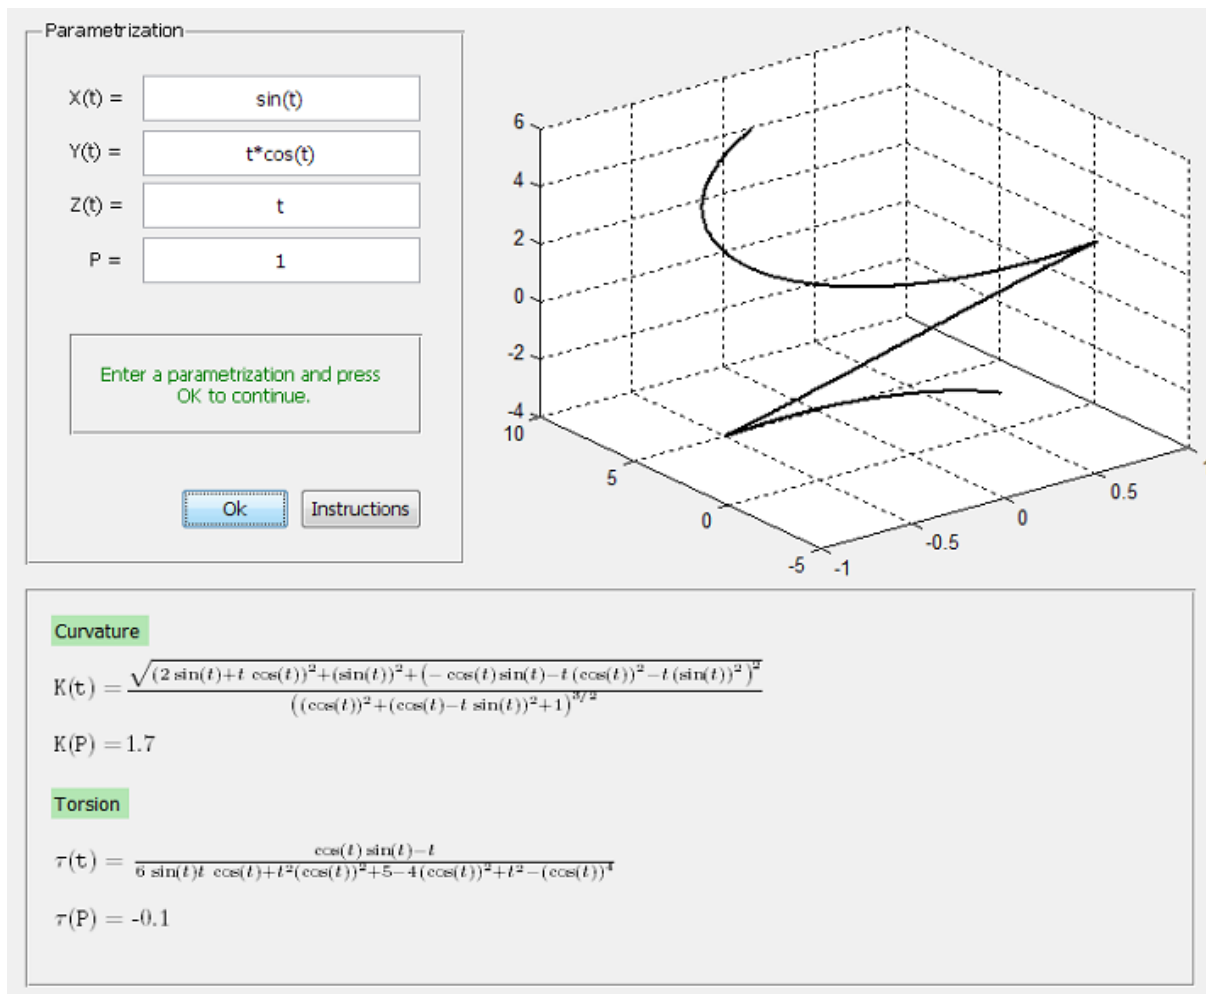 Parametrization
X(t) = sin(t)
Y(t) = t*cos(t)
Z(t) = t
P = 1
Enter a parametrization and press
OK to continue.
Ok Instructions
6
4
2
0
-2
-4
10
5
0
-5
-1
-0.5
0
0.5
1
Curvature
K(t) = √((2 sin(t)+t cos(t))²+(sin(t))²+(− cos(t) sin(t)−t (cos(t))²−t (sin(t))²)²) / ((cos(t))²+(cos(t)−t sin(t))²+1)^(3/2)
K(P) = 1.7
Torsion
τ(t) = (cos(t) sin(t)−t) / (6 sin(t)t cos(t)+t²(cos(t))²+5−4 (cos(t))²+t²−(cos(t))⁴)
τ(P) = -0.1